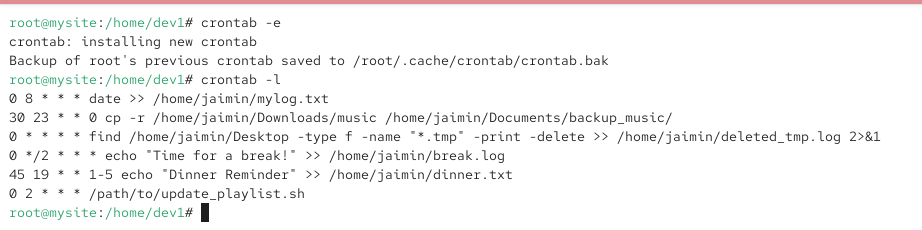 root@mysite:/home/dev1# crontab -e
crontab: installing new crontab
Backup of root's previous crontab saved to /root/.cache/crontab/crontab.bak
root@mysite:/home/dev1# crontab -l
0 8 * * * date >> /home/jaimin/mylog.txt
30 23 * * 0 cp -r /home/jaimin/Downloads/music /home/jaimin/Documents/backup_music/
0 * * * * find /home/jaimin/Desktop -type f -name "*.tmp" -print -delete >> /home/jaimin/deleted_tmp.log 2>&1
0 */2 * * * echo "Time for a break!" >> /home/jaimin/break.log
45 19 * * 1-5 echo "Dinner Reminder" >> /home/jaimin/dinner.txt
0 2 * * * /path/to/update_playlist.sh
root@mysite:/home/dev1#